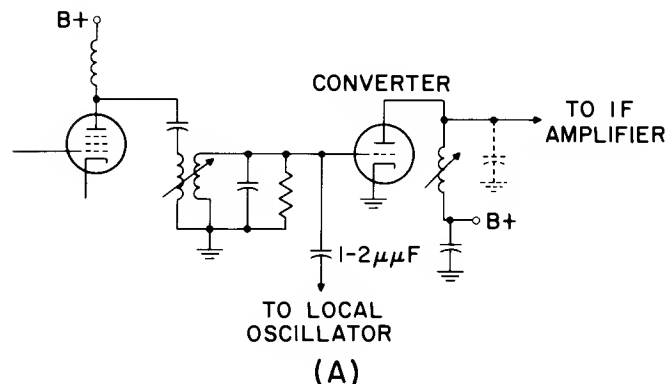 B+
CONVERTER
TO IF
AMPLIFIER
B+
1-2μμF
TO LOCAL
OSCILLATOR
(A)